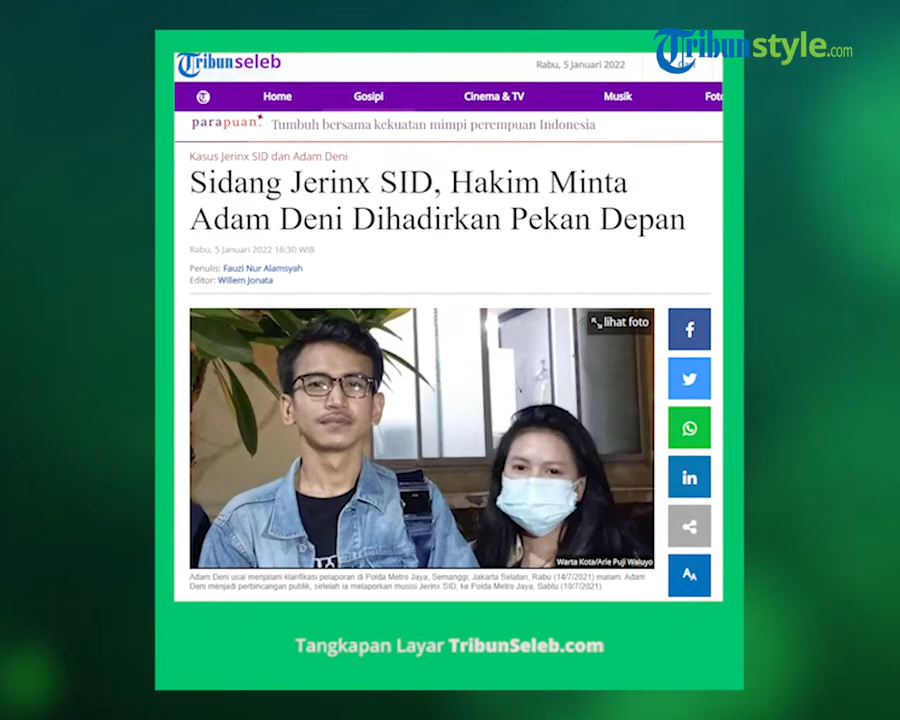 Tribunstyle.com
Tribunseleb
Rabu, 5 Januari 2022
Home Gosipi Cinema & TV Musik Foto
parapuan. Tumbuh bersama kekuatan mimpi perempuan Indonesia
Kasus Jerinx SID dan Adam Deni
Sidang Jerinx SID, Hakim Minta
Adam Deni Dihadirkan Pekan Depan
Rabu, 5 Januari 2022 16:30 WIB
Penulis: Fauzi Nur Alamsyah
Editor: Willem Jonata
lihat foto
Warta Kota/Arie Puji Waluyo
Adam Deni usai menjalani klarifikasi pelaporan di Polda Metro Jaya, Semanggi, Jakarta Selatan, Rabu (14/7/2021) malam. Adam
Deni menjadi perbincangan publik, setelah ia melaporkan musisi Jerinx SID, ke Polda Metro Jaya, Sabtu (10/7/2021).
Tangkapan Layar TribunSeleb.com